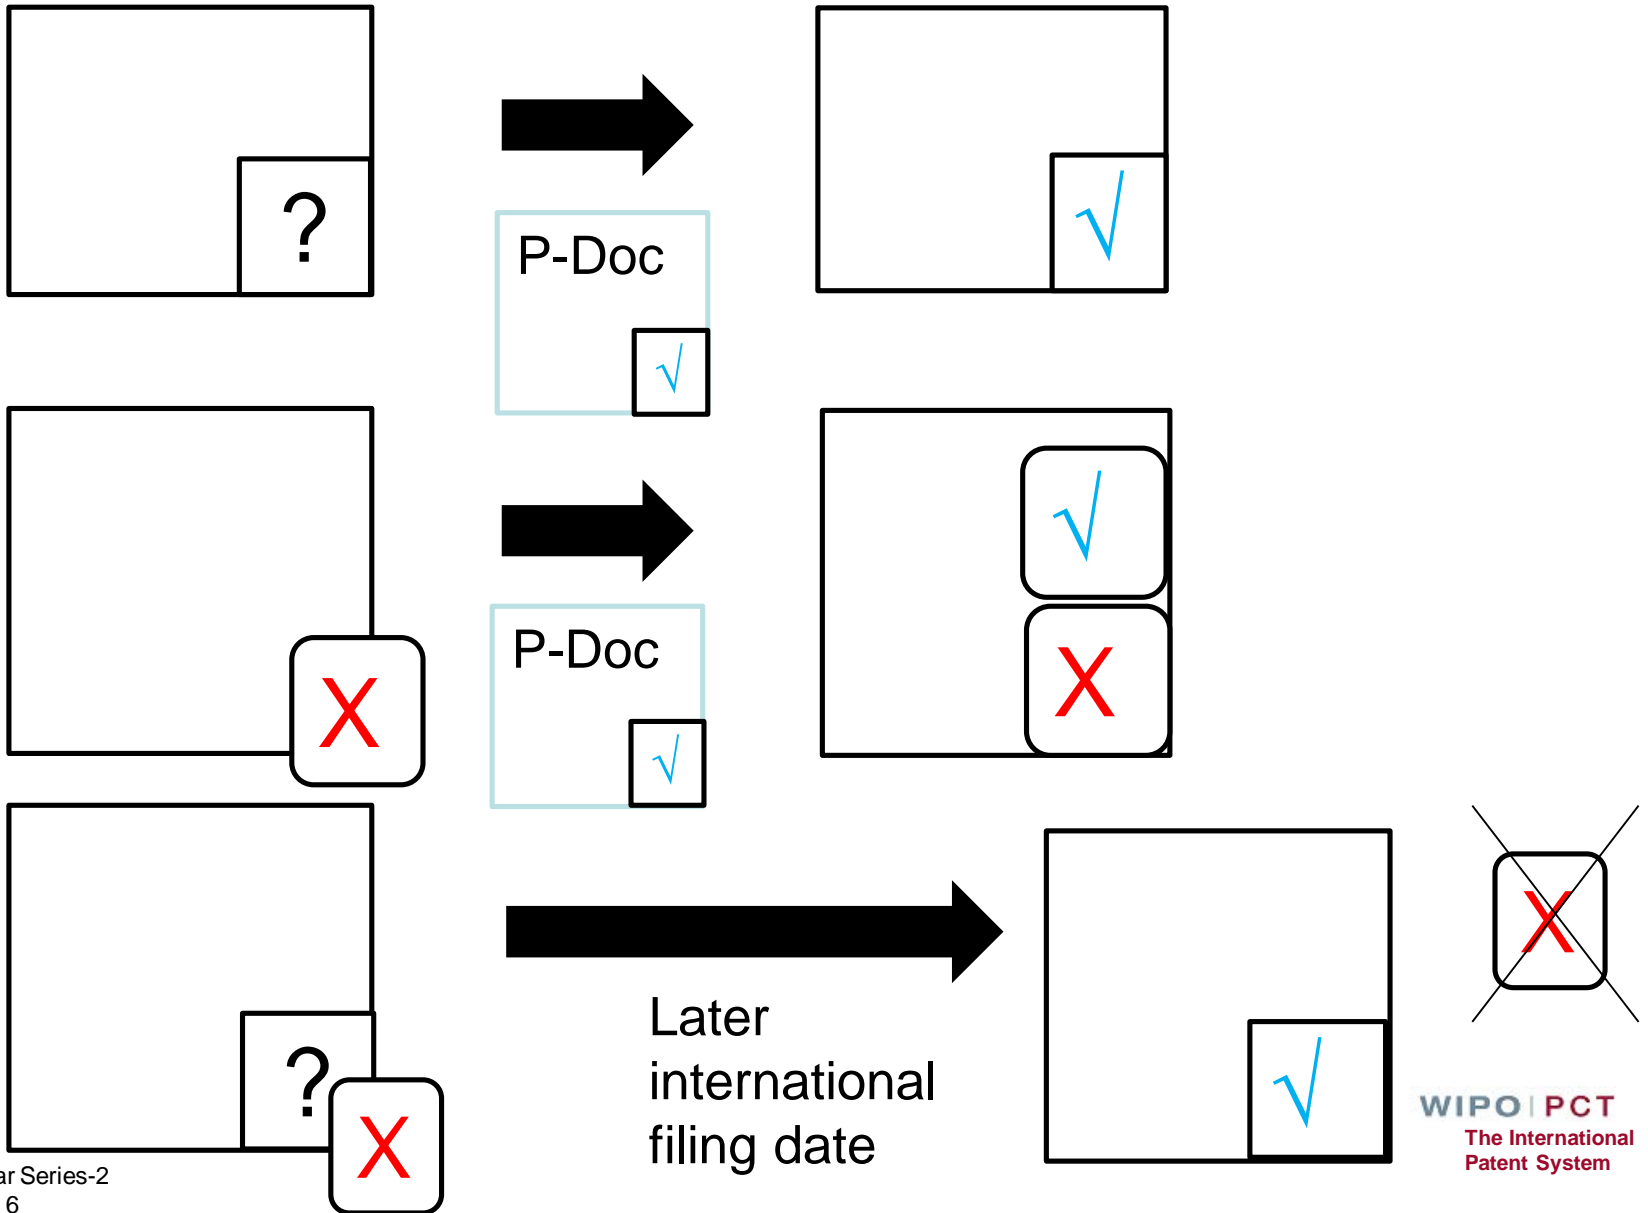 ?
P-Doc
√
√
X
P-Doc
√
√
X
?
X
Later
international
filing date
√
X
WIPO | PCT
The International
Patent System
ar Series-2
6